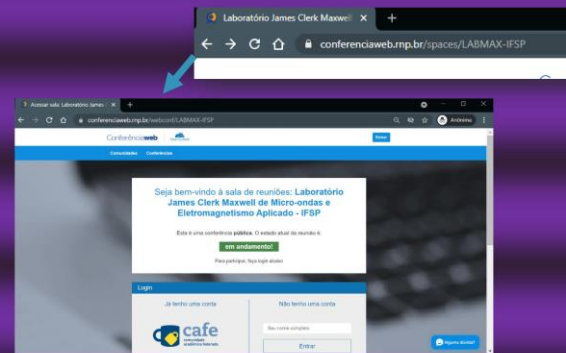 Laboratório James Clerk Maxwell
conferenciaweb.rnp.br/spaces/LABMAX-IFSP
Acessar sala: Laboratório James
conferenciaweb.rnp.br/webconf/LABMAX-IFSP
Anônima
Conferênciaweb
Entrar
Comunidades Conferências
Seja bem-vindo à sala de reuniões: Laboratório
James Clerk Maxwell de Micro-ondas e
Eletromagnetismo Aplicado - IFSP
Esta é uma conferência pública. O estado atual da reunião é:
em andamento!
Para participar, faça login abaixo
Login
Já tenho uma conta
Não tenho uma conta
cafe
comunidade
acadêmica federada
Seu nome completo
Entrar
Alguma dúvida?